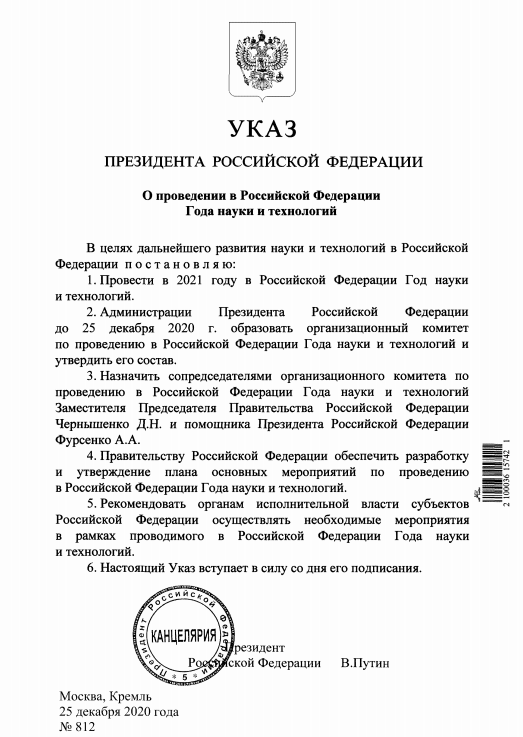 УКАЗ
ПРЕЗИДЕНТА РОССИЙСКОЙ ФЕДЕРАЦИИ
О проведении в Российской Федерации
Года науки и технологий
В целях дальнейшего развития науки и технологий в Российской
Федерации п о с т а н о в л я ю:
1. Провести в 2021 году в Российской Федерации Год науки
и технологий.
2. Администрации Президента Российской Федерации
до 25 декабря 2020 г. образовать организационный комитет
по проведению в Российской Федерации Года науки и технологий и
утвердить его состав.
3. Назначить сопредседателями организационного комитета по
проведению в Российской Федерации Года науки и технологий
Заместителя Председателя Правительства Российской Федерации
Чернышенко Д.Н. и помощника Президента Российской Федерации
Фурсенко А.А.
4. Правительству Российской Федерации обеспечить разработку
и утверждение плана основных мероприятий по проведению
в Российской Федерации Года науки и технологий.
5. Рекомендовать органам исполнительной власти субъектов
Российской Федерации осуществлять необходимые мероприятия
в рамках проводимого в Российской Федерации Года науки
и технологий.
6. Настоящий Указ вступает в силу со дня его подписания.
2 100036 15742 1
Президент Российской Федерации
КАНЦЕЛЯРИЯ
* 5 *
Президент
Российской Федерации В.Путин
Москва, Кремль
25 декабря 2020 года
№ 812